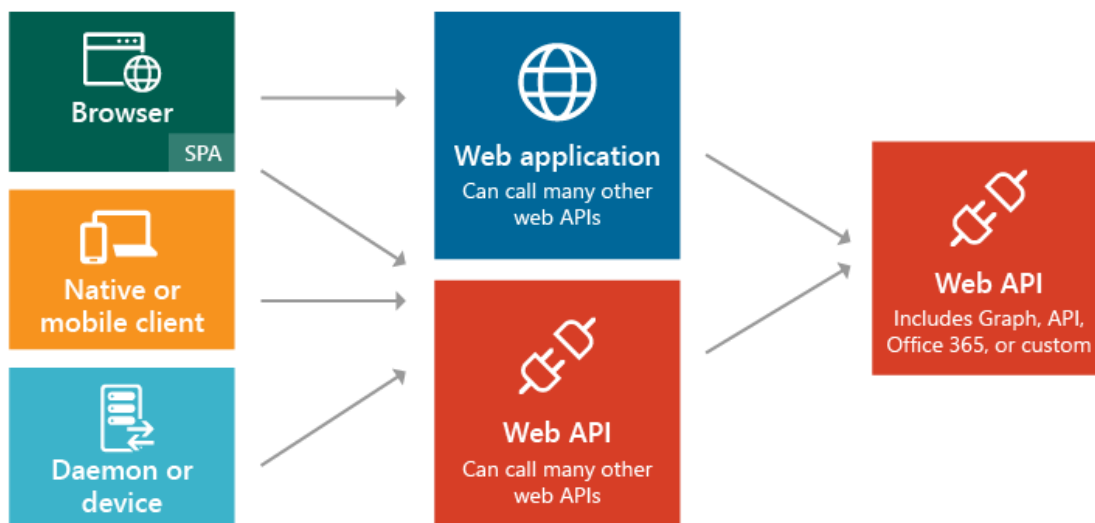 Browser
SPA
Native or
mobile client
Daemon or
device
Web application
Can call many other
web APIs
Web API
Can call many other
web APIs
Web API
Includes Graph, API,
Office 365, or custom